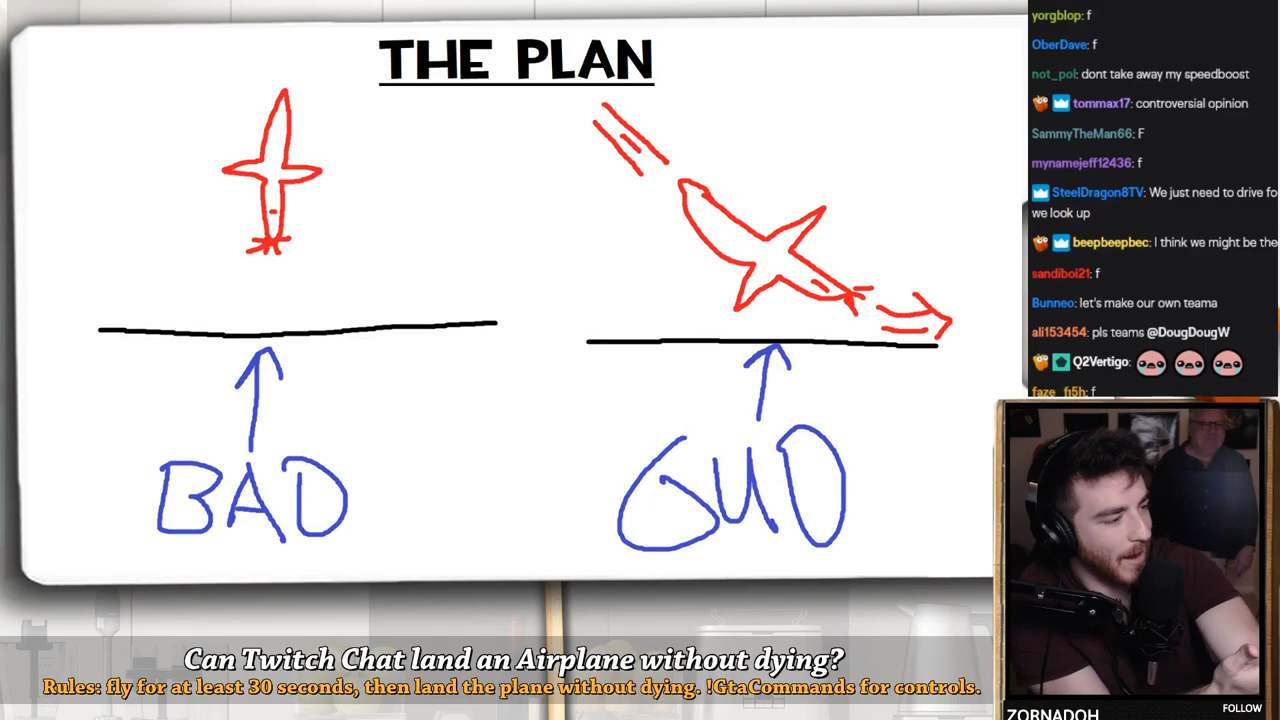 THE PLAN
BAD
GUD
yorgblop: f
OberDave: f
not_pol: dont take away my speedboost
tommax17: controversial opinion
SammyTheMan66: F
mynamejeff12436: f
SteelDragon8TV: We just need to drive fo
we look up
beepbeepbec: I think we might be the
sandiboi21: f
Bunneo: let's make our own teama
ali153454: pls teams @DougDougW
Q2Vertigo:
faze_fi5h: f
Can Twitch Chat land an Airplane without dying?
Rules: fly for at least 30 seconds, then land the plane without dying. !GtaCommands for controls.
ZORNADOH
FOLLOW